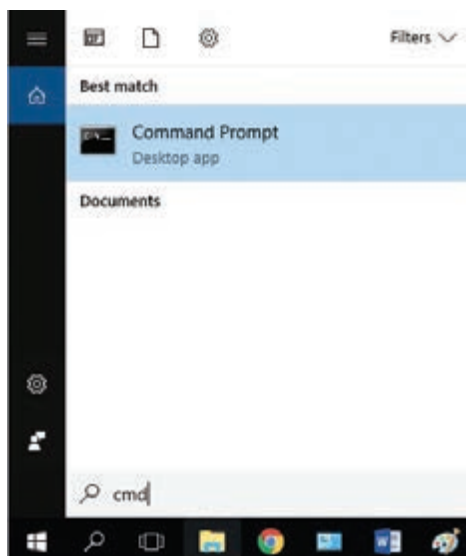 Filters
Best match
Command Prompt
Desktop app
Documents
cmd